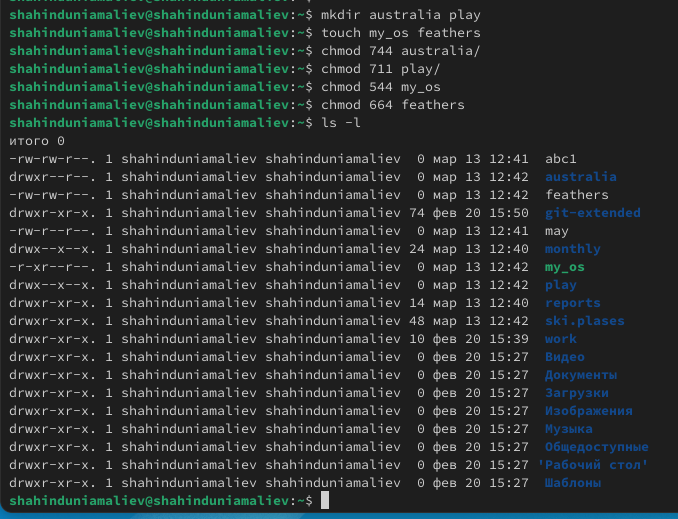 shahinduniamaliev@shahinduniamaliev:~$ mkdir australia play
shahinduniamaliev@shahinduniamaliev:~$ touch my_os feathers
shahinduniamaliev@shahinduniamaliev:~$ chmod 744 australia/
shahinduniamaliev@shahinduniamaliev:~$ chmod 711 play/
shahinduniamaliev@shahinduniamaliev:~$ chmod 544 my_os
shahinduniamaliev@shahinduniamaliev:~$ chmod 664 feathers
shahinduniamaliev@shahinduniamaliev:~$ ls -l
итого 0
-rw-rw-r--. 1 shahinduniamaliev shahinduniamaliev  0 мар 13 12:41  abc1
drwxr--r--. 1 shahinduniamaliev shahinduniamaliev  0 мар 13 12:42  australia
-rw-rw-r--. 1 shahinduniamaliev shahinduniamaliev  0 мар 13 12:42  feathers
drwxr-xr-x. 1 shahinduniamaliev shahinduniamaliev 74 фев 20 15:50  git-extended
-rw-r--r--. 1 shahinduniamaliev shahinduniamaliev  0 мар 13 12:41  may
drwx--x--x. 1 shahinduniamaliev shahinduniamaliev 24 мар 13 12:40  monthly
-r-xr--r--. 1 shahinduniamaliev shahinduniamaliev  0 мар 13 12:42  my_os
drwx--x--x. 1 shahinduniamaliev shahinduniamaliev  0 мар 13 12:42  play
drwxr-xr-x. 1 shahinduniamaliev shahinduniamaliev 14 мар 13 12:40  reports
drwxr-xr-x. 1 shahinduniamaliev shahinduniamaliev 48 мар 13 12:42  ski.plases
drwxr-xr-x. 1 shahinduniamaliev shahinduniamaliev 10 фев 20 15:39  work
drwxr-xr-x. 1 shahinduniamaliev shahinduniamaliev  0 фев 20 15:27  Видео
drwxr-xr-x. 1 shahinduniamaliev shahinduniamaliev  0 фев 20 15:27  Документы
drwxr-xr-x. 1 shahinduniamaliev shahinduniamaliev  0 фев 20 15:27  Загрузки
drwxr-xr-x. 1 shahinduniamaliev shahinduniamaliev  0 фев 20 15:27  Изображения
drwxr-xr-x. 1 shahinduniamaliev shahinduniamaliev  0 фев 20 15:27  Музыка
drwxr-xr-x. 1 shahinduniamaliev shahinduniamaliev  0 фев 20 15:27  Общедоступные
drwxr-xr-x. 1 shahinduniamaliev shahinduniamaliev  0 фев 20 15:27 'Рабочий стол'
drwxr-xr-x. 1 shahinduniamaliev shahinduniamaliev  0 фев 20 15:27  Шаблоны
shahinduniamaliev@shahinduniamaliev:~$